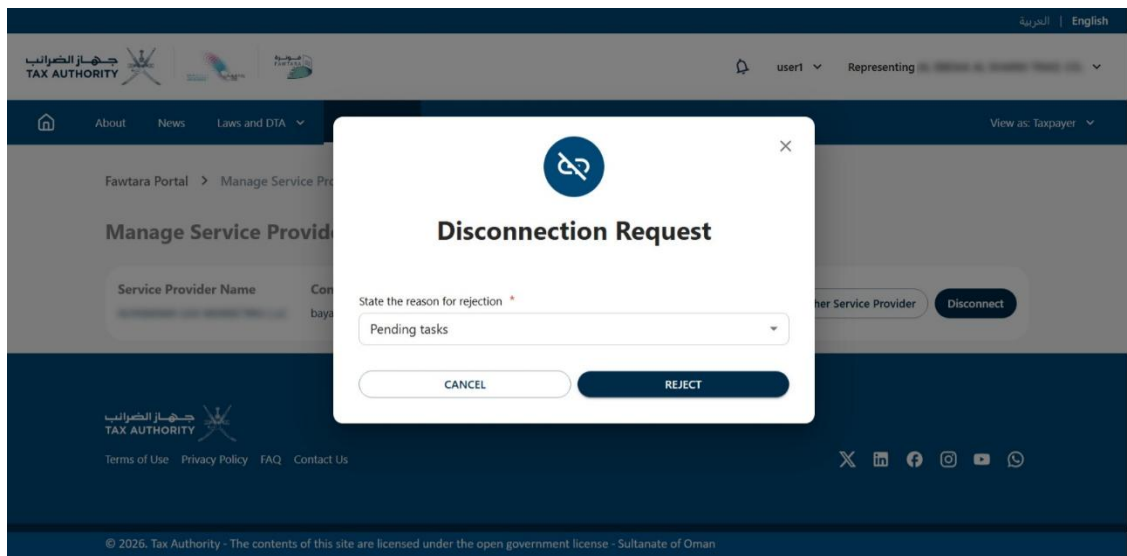 العربية | English
جهاز الضرائب
TAX AUTHORITY
user1
Representing
About News Laws and DTA
View as: Taxpayer
Fawtara Portal > Manage Service Pro
Manage Service Provid
Service Provider Name
Con
baya
her Service Provider
Disconnect
Disconnection Request
State the reason for rejection *
Pending tasks
CANCEL
REJECT
جهاز الضرائب
TAX AUTHORITY
Terms of Use Privacy Policy FAQ Contact Us
© 2026. Tax Authority - The contents of this site are licensed under the open government license - Sultanate of Oman